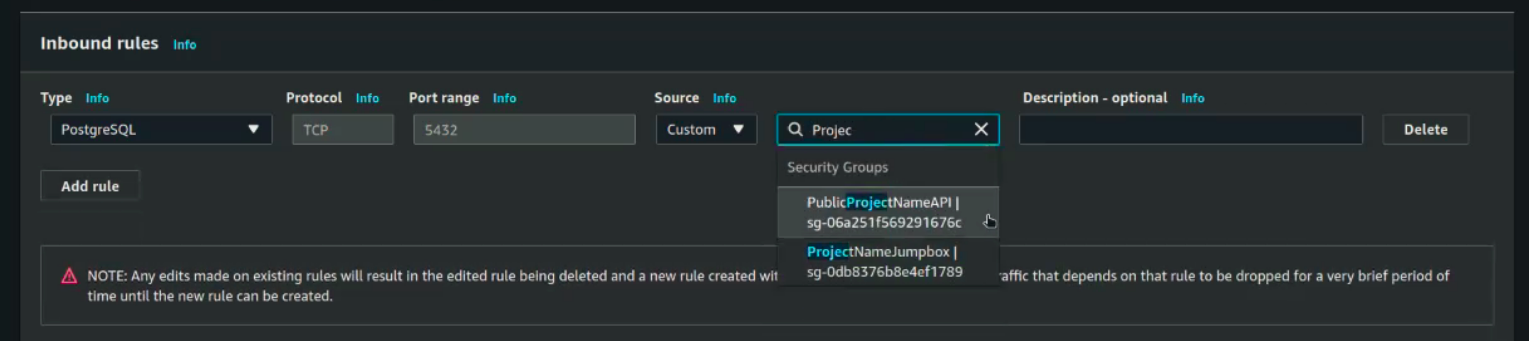 Inbound rules Info
Type Info Protocol Info Port range Info Source Info Description - optional Info
PostgreSQL TCP 5432 Custom Projec Delete
Security Groups
PublicProjectNameAPI |
sg-06a251f569291676c
ProjectNameJumpbox |
sg-0db8376b8e4ef1789
Add rule
NOTE: Any edits made on existing rules will result in the edited rule being deleted and a new rule created wit affic that depends on that rule to be dropped for a very brief period of
time until the new rule can be created.